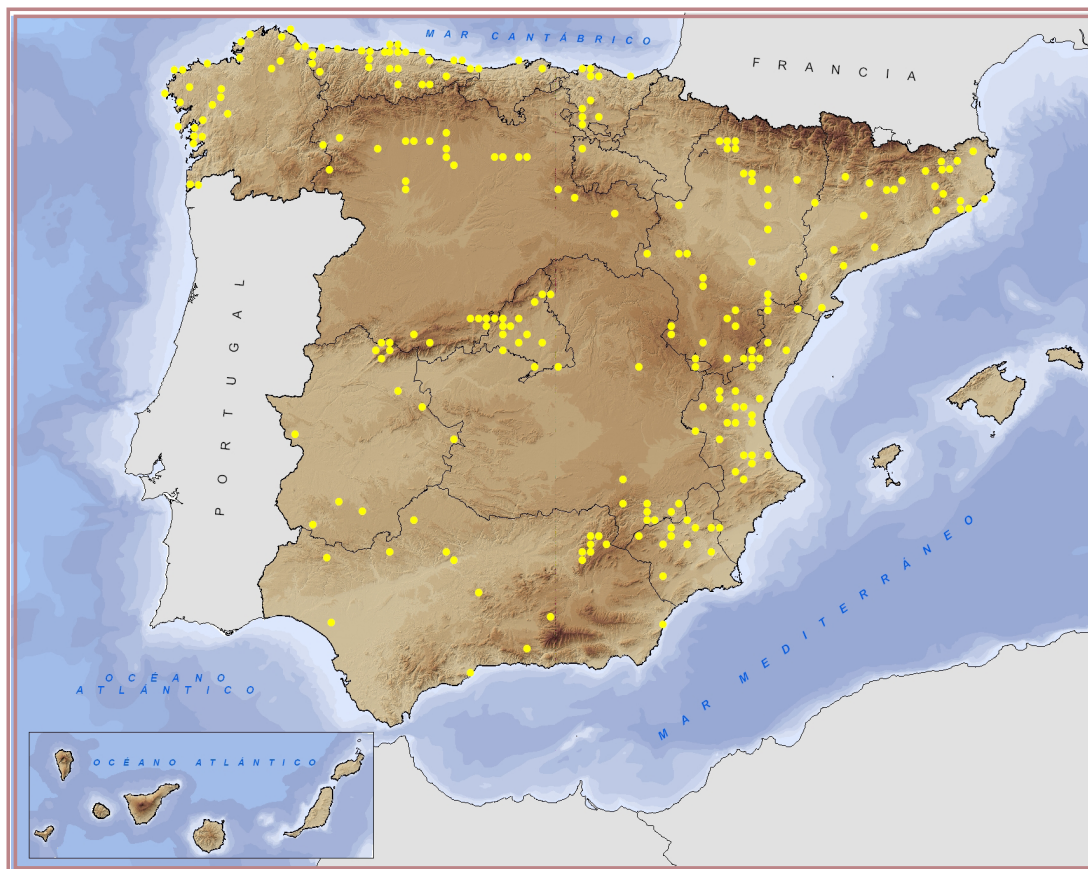 MAR CANTÁBRICO
FRANCIA
PORTUGAL
MAR MEDITERRÁNEO
OCÉANO
ATLÁNTICO
OCÉANO ATLÁNTICO